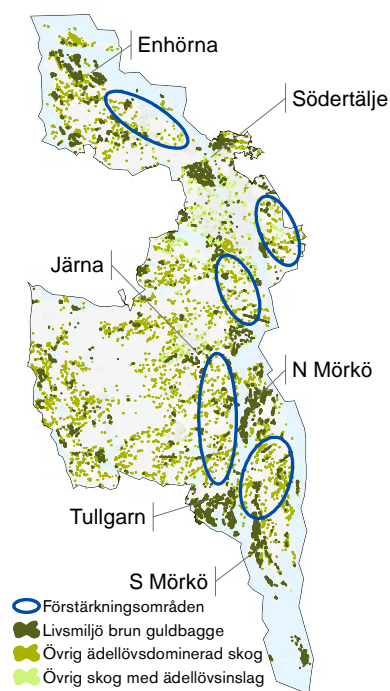 Enhörna
Södertälje
Järna
N Mörkö
Tullgarn
S Mörkö
Förstärkningsområden
Livsmiljö brun guldbagge
Övrig ädellövsdominerad skog
Övrig skog med ädellövsinslag